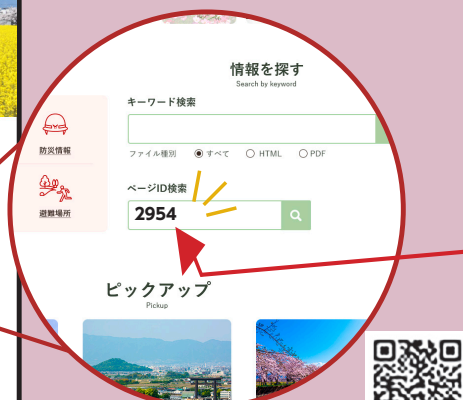 情報を探す
Search by keyword
キーワード検索
ファイル種別 すべて HTML PDF
防災情報
避難場所
ページID検索
2954
ピックアップ
Pickup